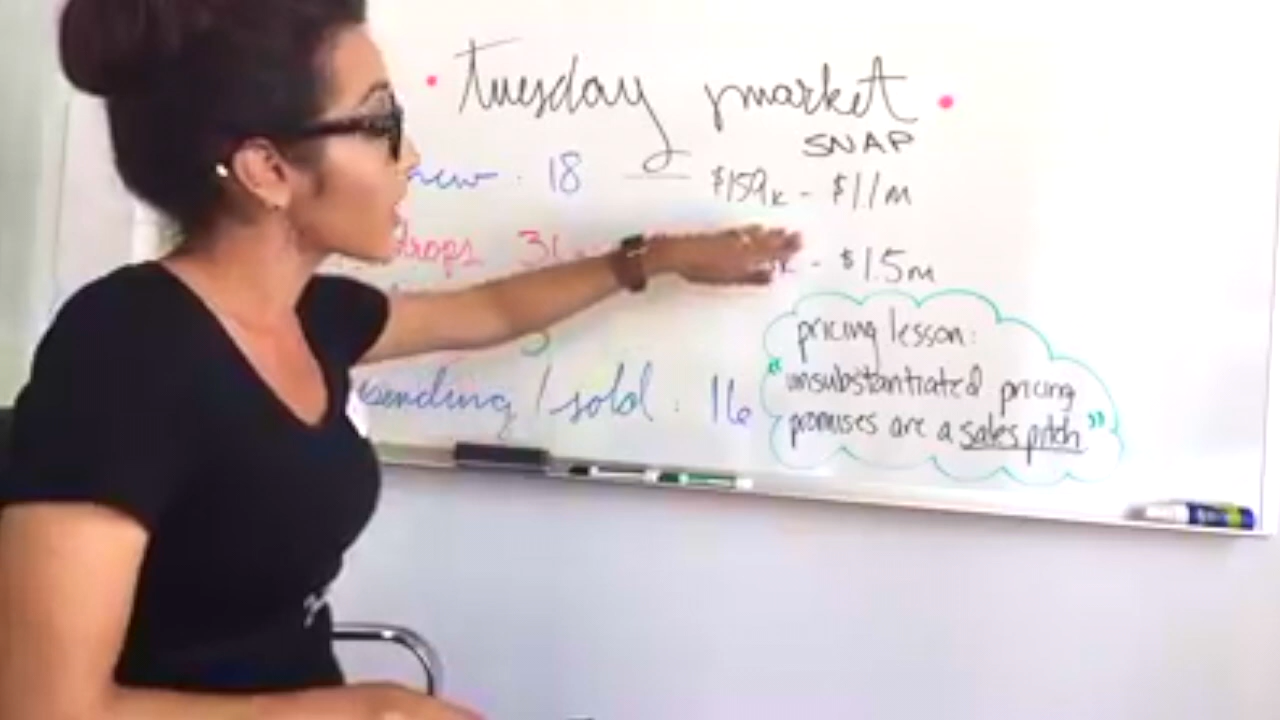 • tuesday market •
SNAP
new · 18 — $159k - $1.1m
drops 36
k - $1.5m
pricing lesson:
"unsubstantiated pricing
promises are a sales pitch"
pending / sold · 16